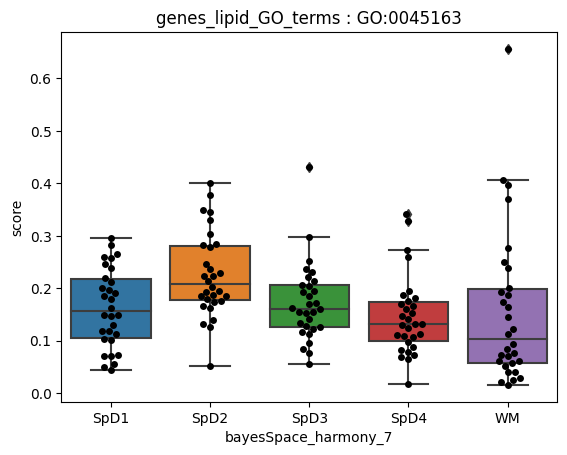 genes_lipid_GO_terms : GO:0045163
score
0.6
0.5
0.4
0.3
0.2
0.1
0.0
SpD1 SpD2 SpD3 SpD4 WM
bayesSpace_harmony_7